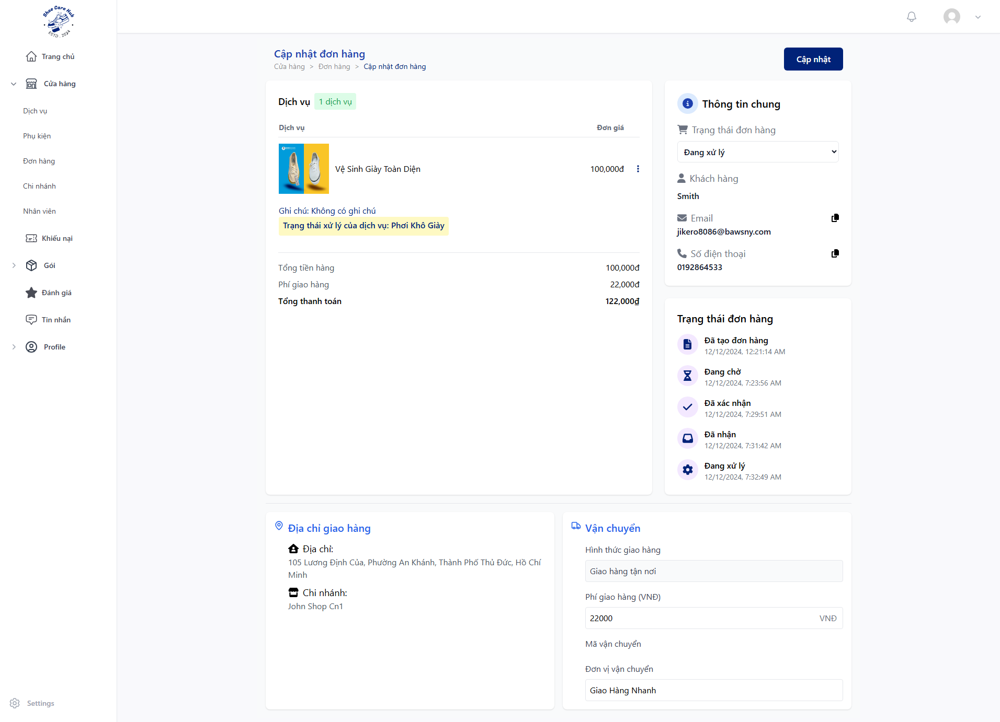 Shoe Care Hub
ESTD . 2024
Trang chủ
Cửa hàng
Dịch vụ
Phụ kiện
Đơn hàng
Chi nhánh
Nhân viên
Khiếu nại
Gói
Đánh giá
Tin nhắn
Profile
Settings
Cập nhật đơn hàng
Cửa hàng > Đơn hàng > Cập nhật đơn hàng
Cập nhật
Dịch vụ 1 dịch vụ
Dịch vụ Đơn giá
Vệ Sinh Giày Toàn Diện 100,000đ
Ghi chú: Không có ghi chú
Trạng thái xử lý của dịch vụ: Phơi Khô Giày
Tổng tiền hàng 100,000đ
Phí giao hàng 22,000đ
Tổng thanh toán 122,000₫
Thông tin chung
Trạng thái đơn hàng
Đang xử lý
Khách hàng
Smith
Email
jikero8086@bawsny.com
Số điện thoại
0192864533
Trạng thái đơn hàng
Đã tạo đơn hàng
12/12/2024, 12:21:14 AM
Đang chờ
12/12/2024, 7:23:56 AM
Đã xác nhận
12/12/2024, 7:29:51 AM
Đã nhận
12/12/2024, 7:31:42 AM
Đang xử lý
12/12/2024, 7:32:49 AM
Địa chỉ giao hàng
Địa chỉ:
105 Lương Định Của, Phường An Khánh, Thành Phố Thủ Đức, Hồ Chí
Minh
Chi nhánh:
John Shop Cn1
Vận chuyển
Hình thức giao hàng
Giao hàng tận nơi
Phí giao hàng (VNĐ)
22000 VNĐ
Mã vận chuyển
Đơn vị vận chuyển
Giao Hàng Nhanh